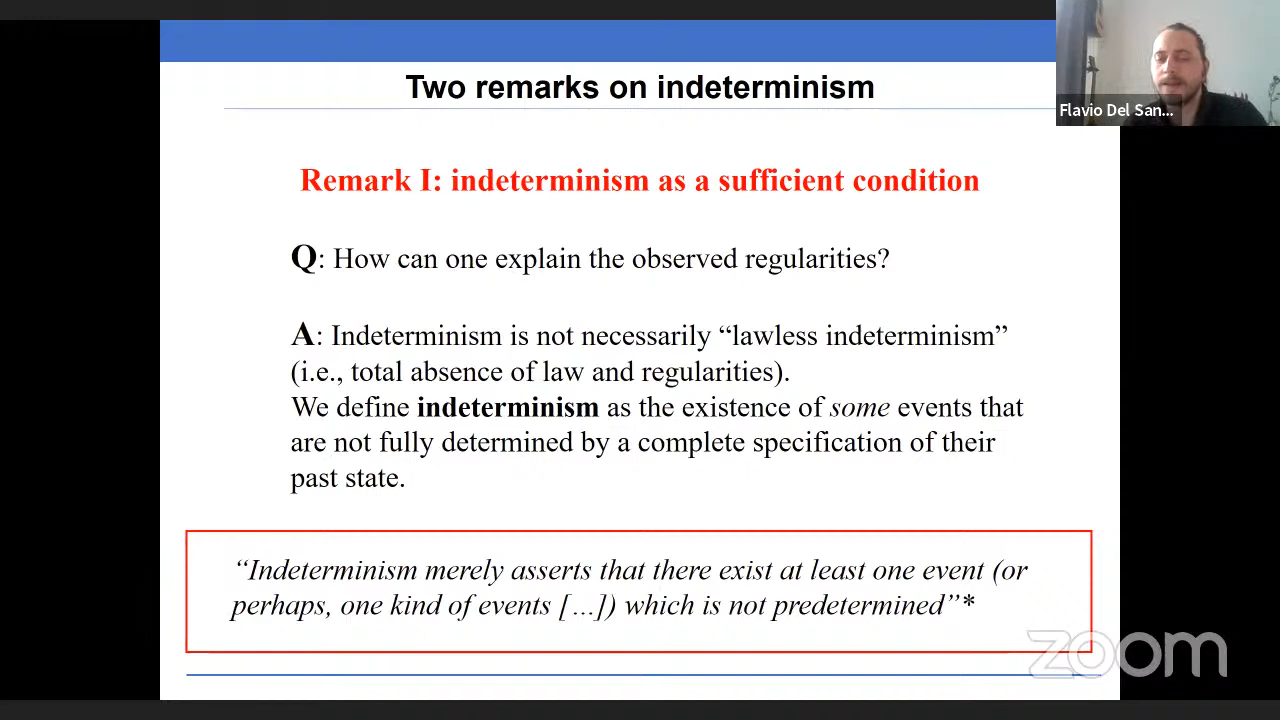 Two remarks on indeterminism
Flavio Del San...
Remark I: indeterminism as a sufficient condition
Q: How can one explain the observed regularities?
A: Indeterminism is not necessarily “lawless indeterminism”
(i.e., total absence of law and regularities).
We define indeterminism as the existence of some events that
are not fully determined by a complete specification of their
past state.
“Indeterminism merely asserts that there exist at least one event (or
perhaps, one kind of events […]) which is not predetermined”*
zoom